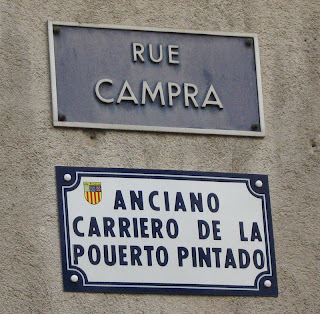 RUE
CAMPRA
ANCIANO
CARRIERO DE LA
POUERTO PINTADO